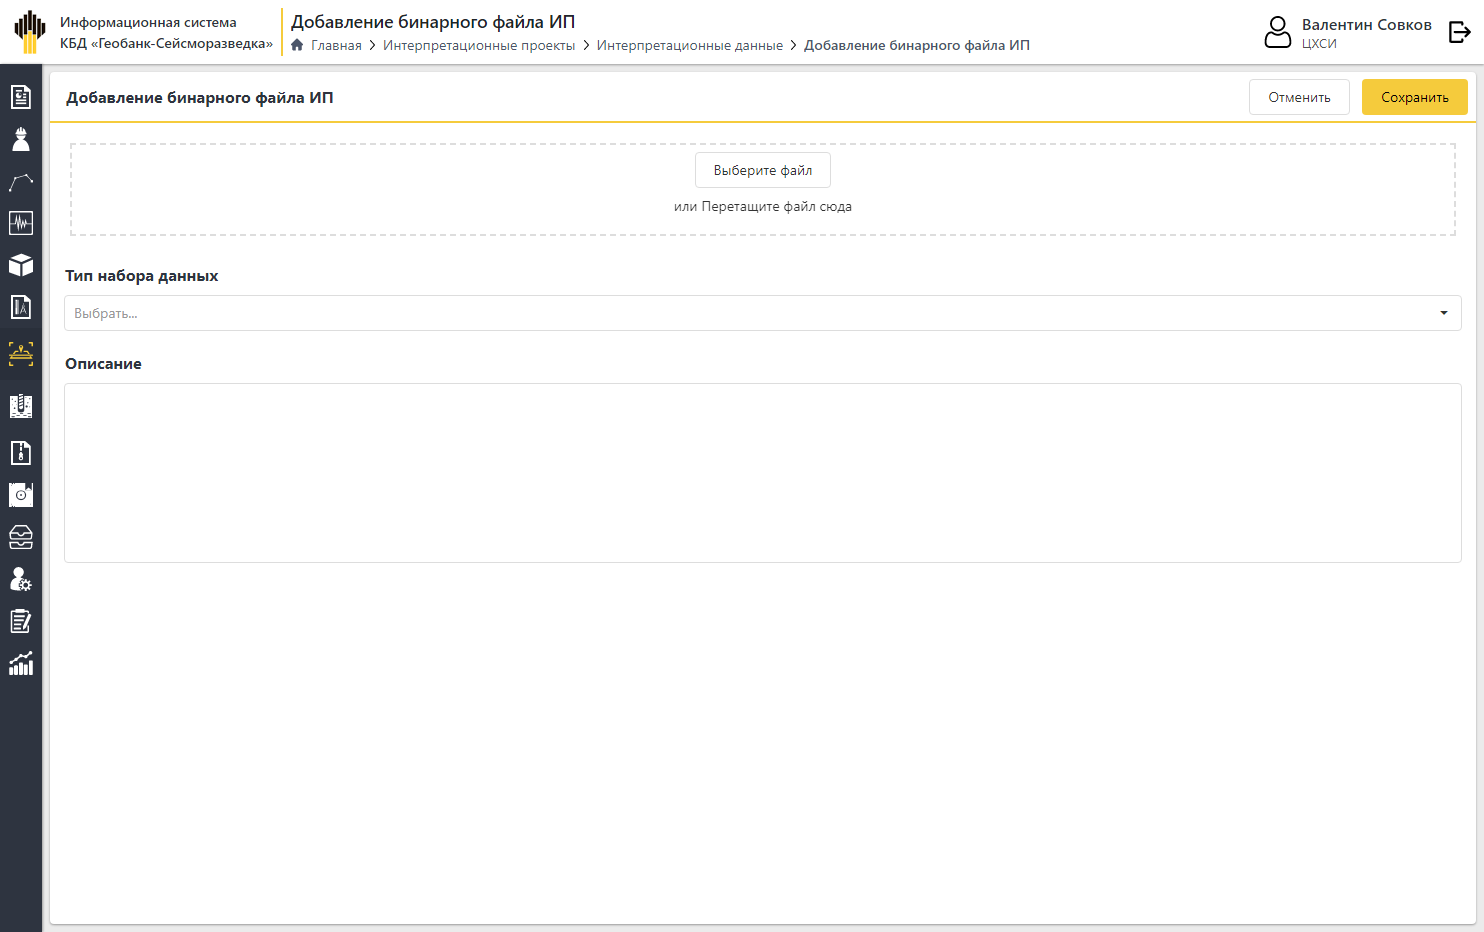 Информационная система
КБД «Геобанк-Сейсморазведка»
Добавление бинарного файла ИП
Главная > Интерпретационные проекты > Интерпретационные данные > Добавление бинарного файла ИП
Валентин Совков
ЦХСИ
Добавление бинарного файла ИП
Отменить
Сохранить
Выберите файл
или Перетащите файл сюда
Тип набора данных
Выбрать...
Описание